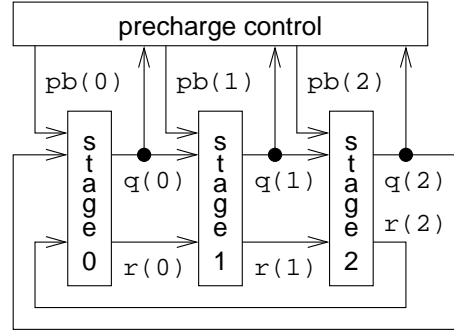 precharge control
pb(0) pb(1) pb(2)
stage 0 stage 1 stage 2
q(0) q(1) q(2)
r(2)
r(0) r(1)